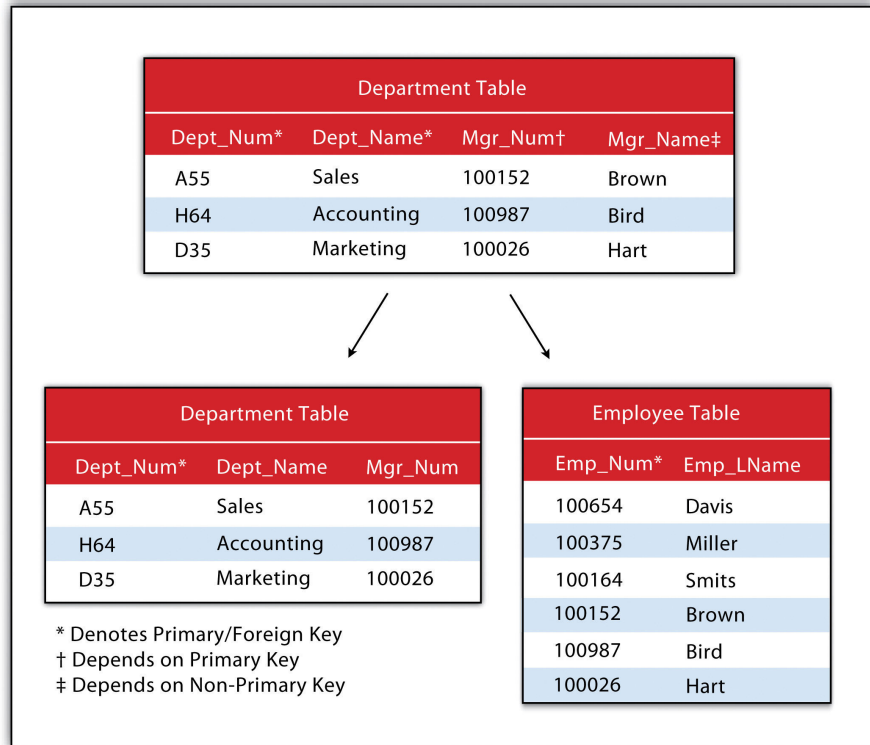 Department Table
Dept_Num* Dept_Name* Mgr_Num† Mgr_Name‡
A55 Sales 100152 Brown
H64 Accounting 100987 Bird
D35 Marketing 100026 Hart
Department Table
Dept_Num* Dept_Name Mgr_Num
A55 Sales 100152
H64 Accounting 100987
D35 Marketing 100026
* Denotes Primary/Foreign Key
† Depends on Primary Key
‡ Depends on Non-Primary Key
Employee Table
Emp_Num* Emp_LName
100654 Davis
100375 Miller
100164 Smits
100152 Brown
100987 Bird
100026 Hart